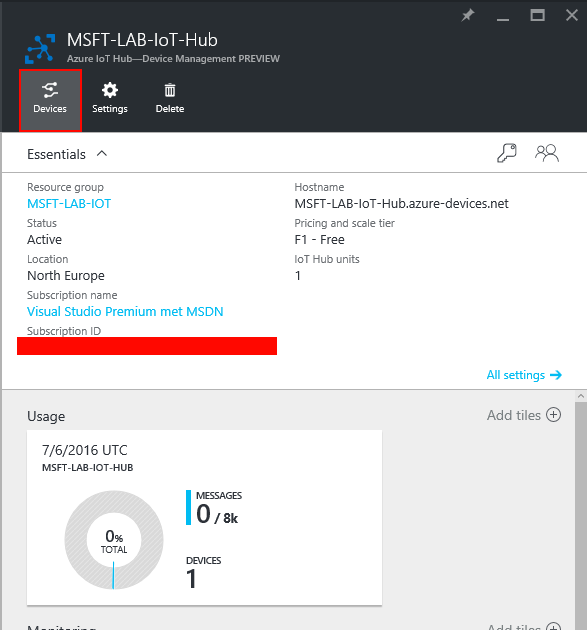 MSFT-LAB-IoT-Hub
Azure IoT Hub—Device Management PREVIEW
Devices
Settings
Delete
Essentials
Resource group
MSFT-LAB-IOT
Status
Active
Location
North Europe
Subscription name
Visual Studio Premium met MSDN
Subscription ID
Hostname
MSFT-LAB-IoT-Hub.azure-devices.net
Pricing and scale tier
F1 - Free
IoT Hub units
1
All settings
Usage
Add tiles
7/6/2016 UTC
MSFT-LAB-IOT-HUB
0%
TOTAL
MESSAGES
0 / 8k
DEVICES
1
Monitoring
Add tiles